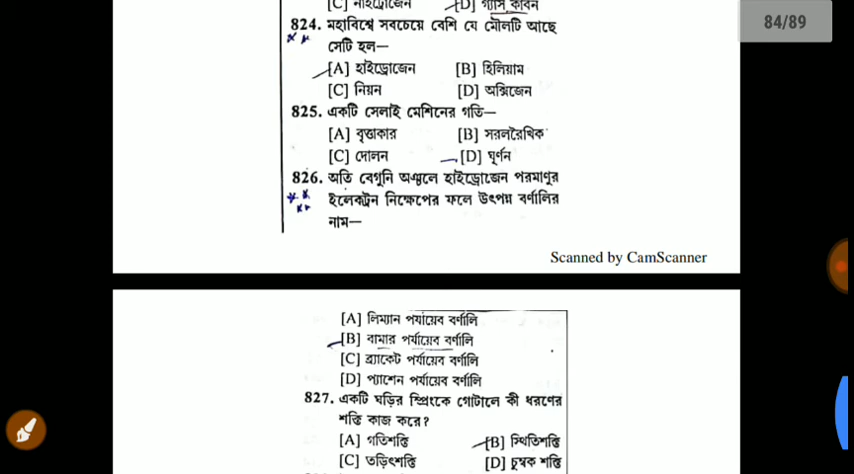 [C] নাইট্রোজেন [D] গ্যাস কার্বন
84/89
824. মহাবিশ্বে সবচেয়ে বেশি যে মৌলটি আছে
সেটি হল—
[A] হাইড্রোজেন [B] হিলিয়াম
[C] নিয়ন [D] অক্সিজেন
825. একটি সেলাই মেশিনের গতি—
[A] বৃত্তাকার [B] সরলরৈখিক
[C] দোলন [D] ঘূর্ণন
826. অতি বেগুনি অঞ্চলে হাইড্রোজেন পরমাণুর
ইলেকট্রন নিক্ষেপের ফলে উৎপন্ন বর্ণালির
নাম—
Scanned by CamScanner
[A] লিম্যান পর্যায়ের বর্ণালি
[B] বামার পর্যায়ের বর্ণালি
[C] ব্র্যাকেট পর্যায়ের বর্ণালি
[D] প্যাশেন পর্যায়ের বর্ণালি
827. একটি ঘড়ির স্প্রিংকে গোটালে কী ধরণের
শক্তি কাজ করে?
[A] গতিশক্তি [B] স্থিতিশক্তি
[C] তড়িৎশক্তি [D] চুম্বক শক্তি